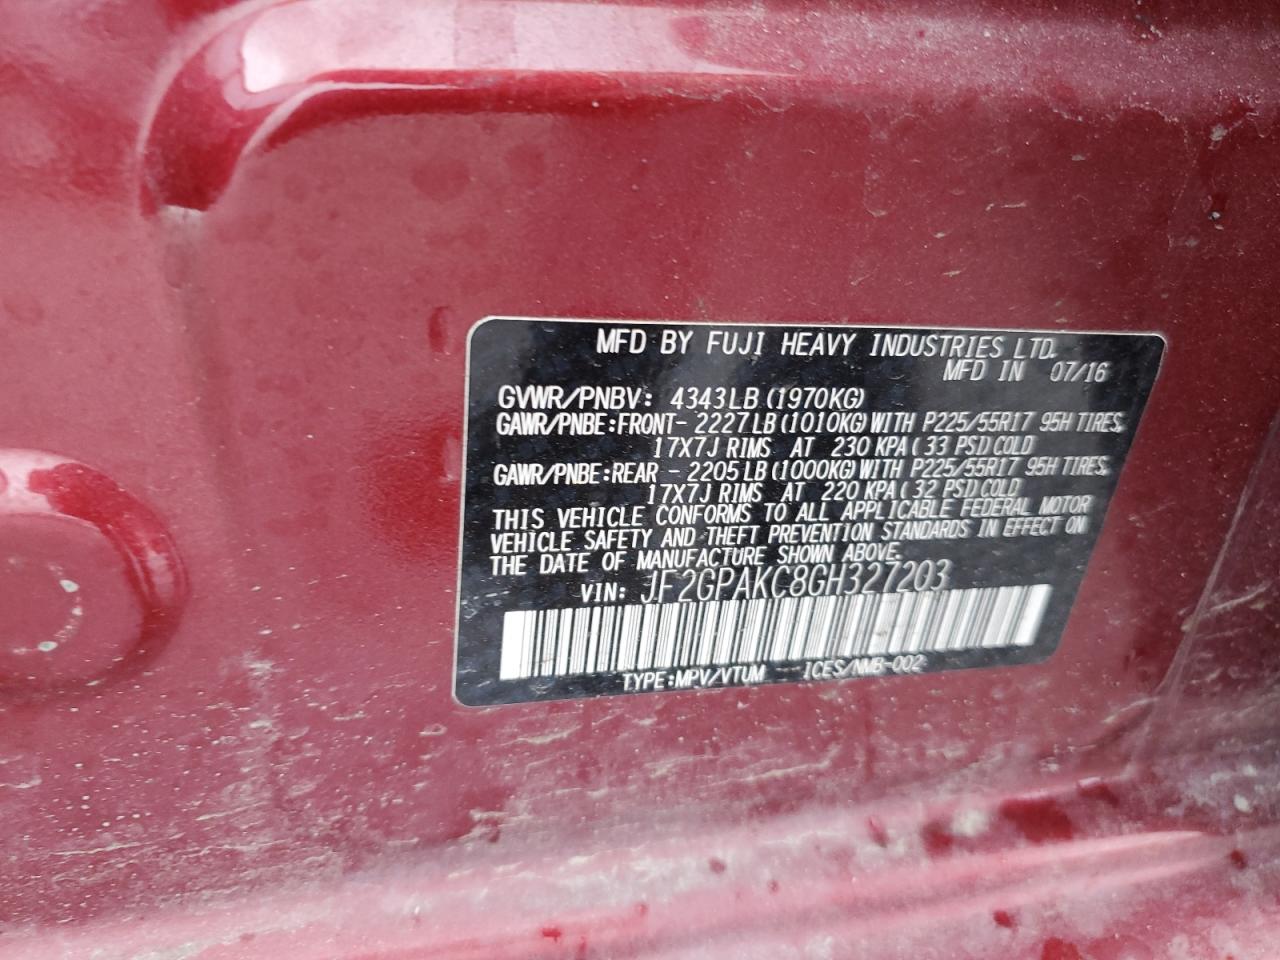 MFD BY FUJI HEAVY INDUSTRIES LTD.
MFD IN 07/16
GVWR/PNBV: 4343LB (1970KG)
GAWR/PNBE:FRONT- 2227LB (1010KG) WITH P225/55R17 95H TIRES,
17X7J RIMS AT 230 KPA (33 PSI) COLD
GAWR/PNBE:REAR - 2205LB (1000KG) WITH P225/55R17 95H TIRES,
17X7J RIMS AT 220 KPA (32 PSI) COLD
THIS VEHICLE CONFORMS TO ALL APPLICABLE FEDERAL MOTOR
VEHICLE SAFETY AND THEFT PREVENTION STANDARDS IN EFFECT ON
THE DATE OF MANUFACTURE SHOWN ABOVE.
VIN: JF2GPAKC8GH327203
TYPE:MPV/VTUM ICES/NMB-002